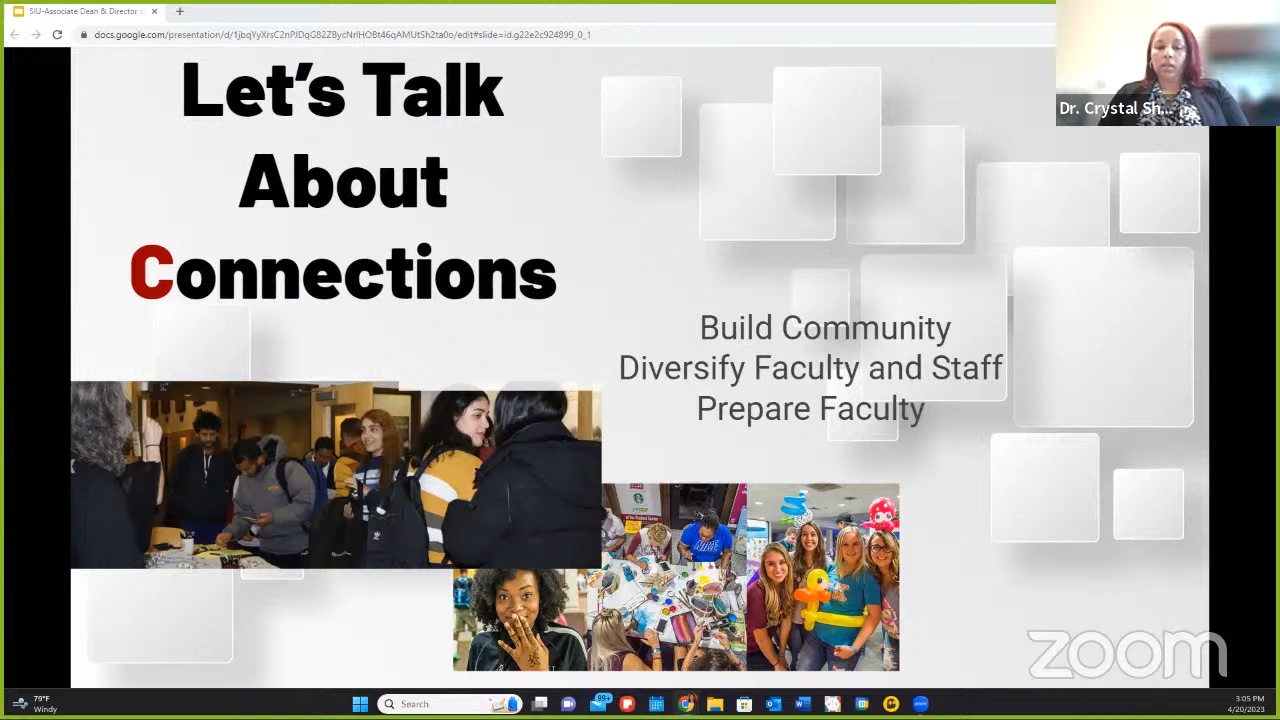 SIU-Associate Dean & Director o
docs.google.com/presentation/d/1jbqYyXrsC2nPJDqG82ZBycNrlHOBt46qAMUtSh2ta0o/edit#slide=id.g22e2c924899_0_1
Dr. Crystal Sh...
Let's Talk
About
Connections
Build Community
Diversify Faculty and Staff
Prepare Faculty
zoom
79°F
Windy
Search
99+
3:05 PM
4/20/2023